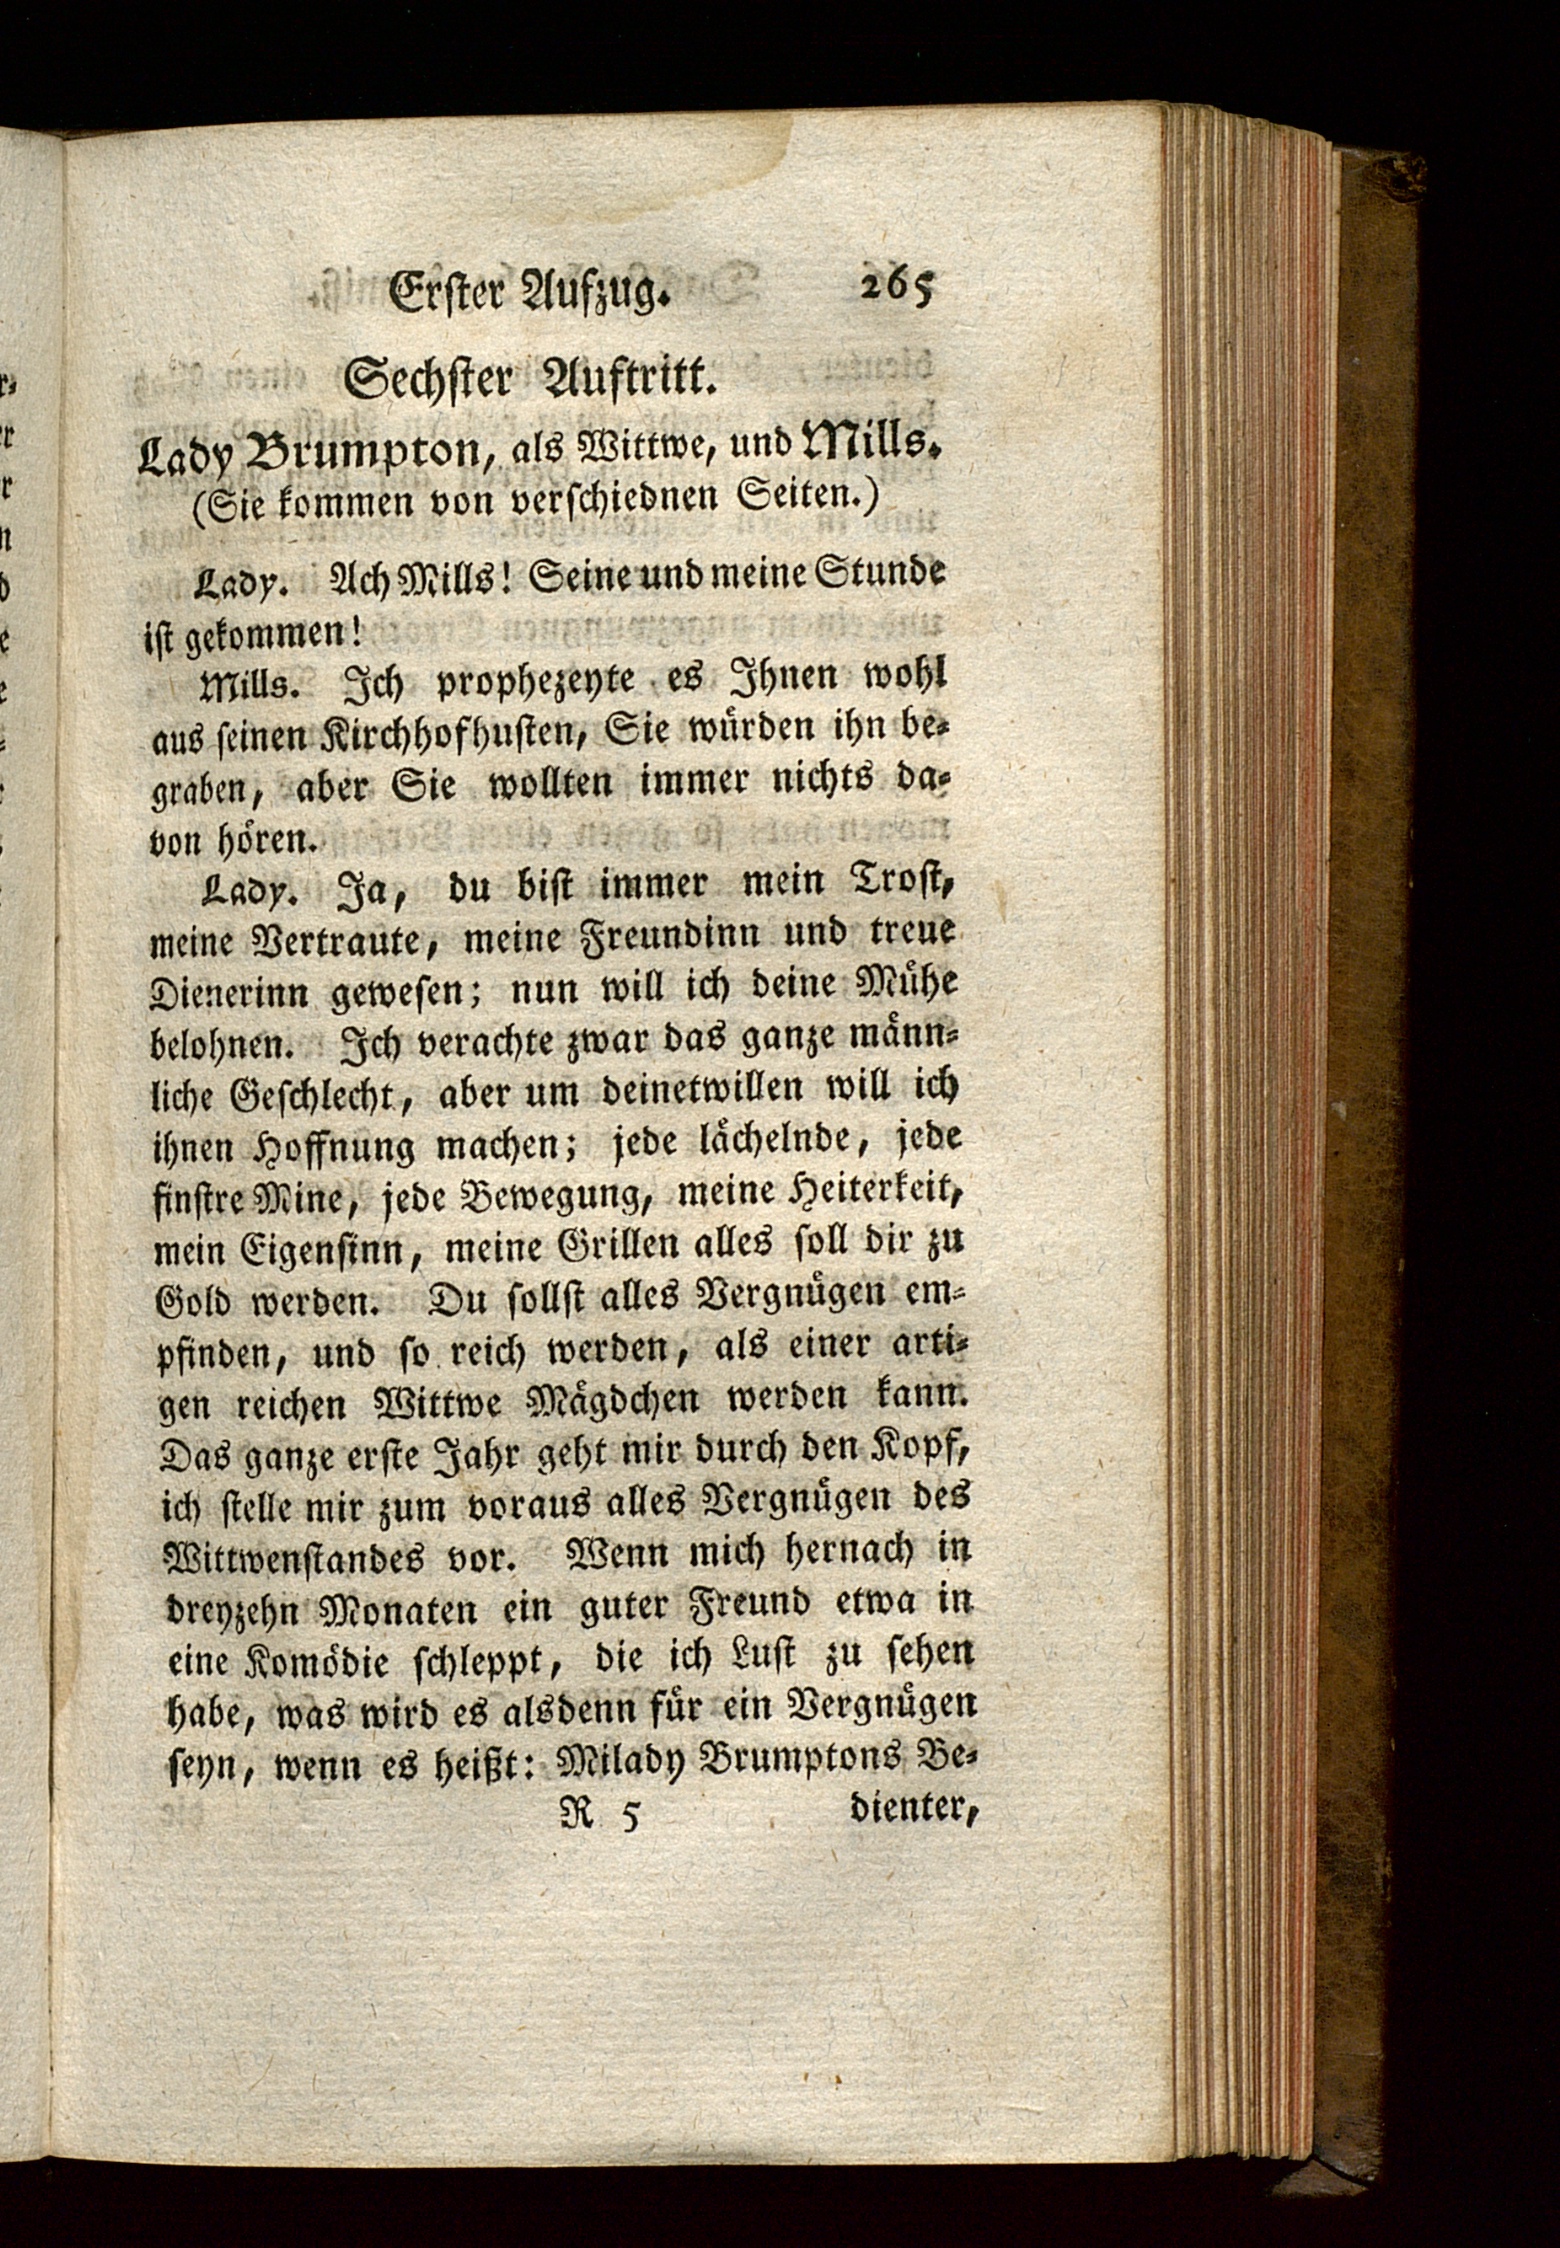 Erster Aufzug. 265
Sechster Auftritt.
Lady Brumpton, als Wittwe, und Mills.
(Sie kommen von verschiednen Seiten.)
Lady. Ach Mills! Seine und meine Stunde
ist gekommen!
Mills. Ich prophezeyte es Ihnen wohl
aus seinen Kirchhofhusten, Sie würden ihn be-
graben, aber Sie wollten immer nichts da-
von hören.
Lady. Ja, du bist immer mein Trost,
meine Vertraute, meine Freundinn und treue
Dienerinn gewesen; nun will ich deine Mühe
belohnen. Ich verachte zwar das ganze männ-
liche Geschlecht, aber um deinetwillen will ich
ihnen Hoffnung machen; jede lächelnde, jede
finstre Mine, jede Bewegung, meine Heiterkeit,
mein Eigensinn, meine Grillen alles soll dir zu
Gold werden. Du sollst alles Vergnügen em-
pfinden, und so reich werden, als einer arti-
gen reichen Wittwe Mägdchen werden kann.
Das ganze erste Jahr geht mir durch den Kopf,
ich stelle mir zum voraus alles Vergnügen des
Wittwenstandes vor. Wenn mich hernach in
dreyzehn Monaten ein guter Freund etwa in
eine Komödie schleppt, die ich Lust zu sehen
habe, was wird es alsdenn für ein Vergnügen
seyn, wenn es heißt: Milady Brumptons Be-
R 5 dienter,